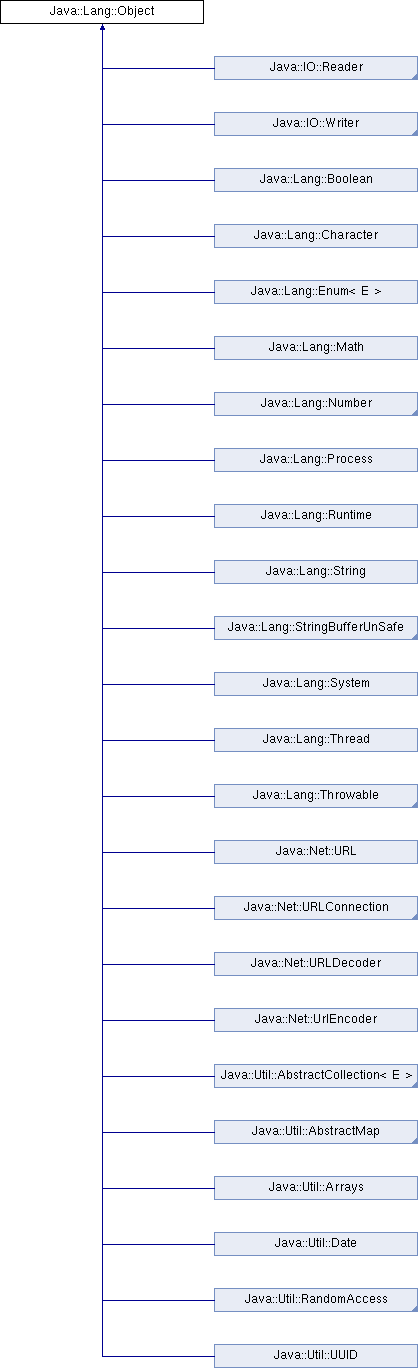 Java::Lang::Object
Java::IO::Reader
Java::IO::Writer
Java::Lang::Boolean
Java::Lang::Character
Java::Lang::Enum< E >
Java::Lang::Math
Java::Lang::Number
Java::Lang::Process
Java::Lang::Runtime
Java::Lang::String
Java::Lang::StringBufferUnSafe
Java::Lang::System
Java::Lang::Thread
Java::Lang::Throwable
Java::Net::URL
Java::Net::URLConnection
Java::Net::URLDecoder
Java::Net::UrlEncoder
Java::Util::AbstractCollection< E >
Java::Util::AbstractMap
Java::Util::Arrays
Java::Util::Date
Java::Util::RandomAccess
Java::Util::UUID